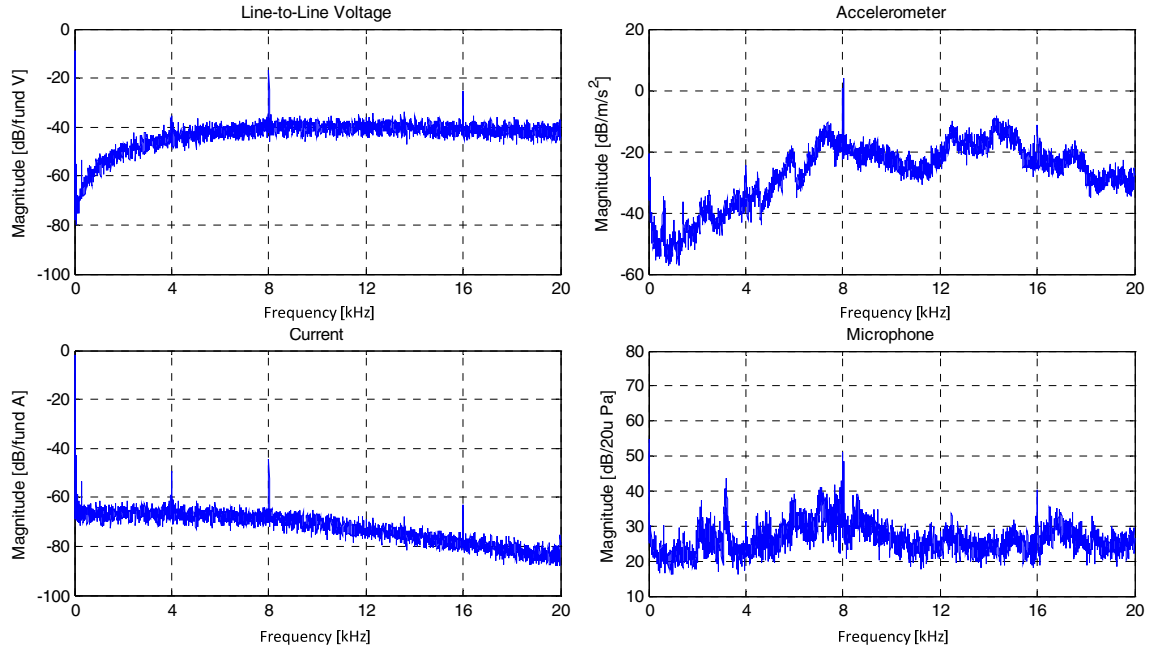 Line-to-Line Voltage
Magnitude [dB/fund V]
0
-20
-40
-60
-80
-100
0 4 8 12 16 20
Frequency [kHz]
Accelerometer
Magnitude [dB/m/s²]
20
0
-20
-40
-60
0 4 8 12 16 20
Frequency [kHz]
Current
Magnitude [dB/fund A]
0
-20
-40
-60
-80
-100
0 4 8 12 16 20
Frequency [kHz]
Microphone
Magnitude [dB/20u Pa]
80
70
60
50
40
30
20
10
0 4 8 12 16 20
Frequency [kHz]